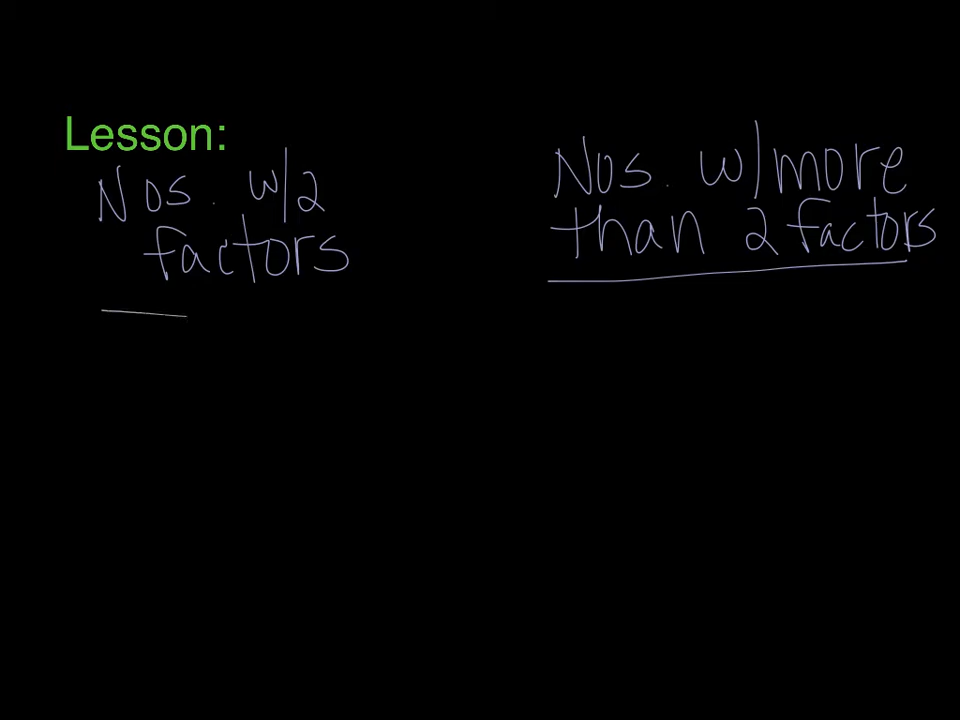 Lesson:
Nos. w/2
factors
Nos. w/more
than 2 factors